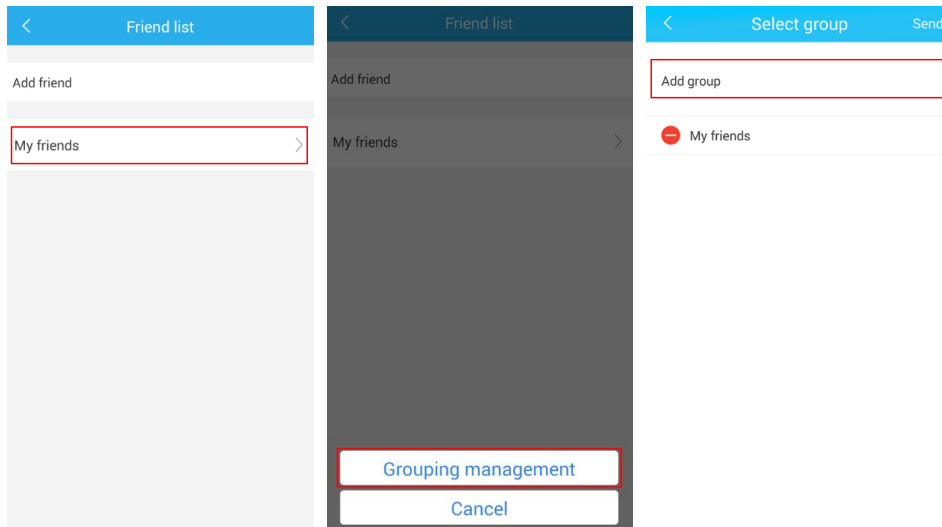 Friend list
Add friend
My friends
Friend list
Add friend
My friends
Grouping management
Cancel
Select group
Send
Add group
My friends